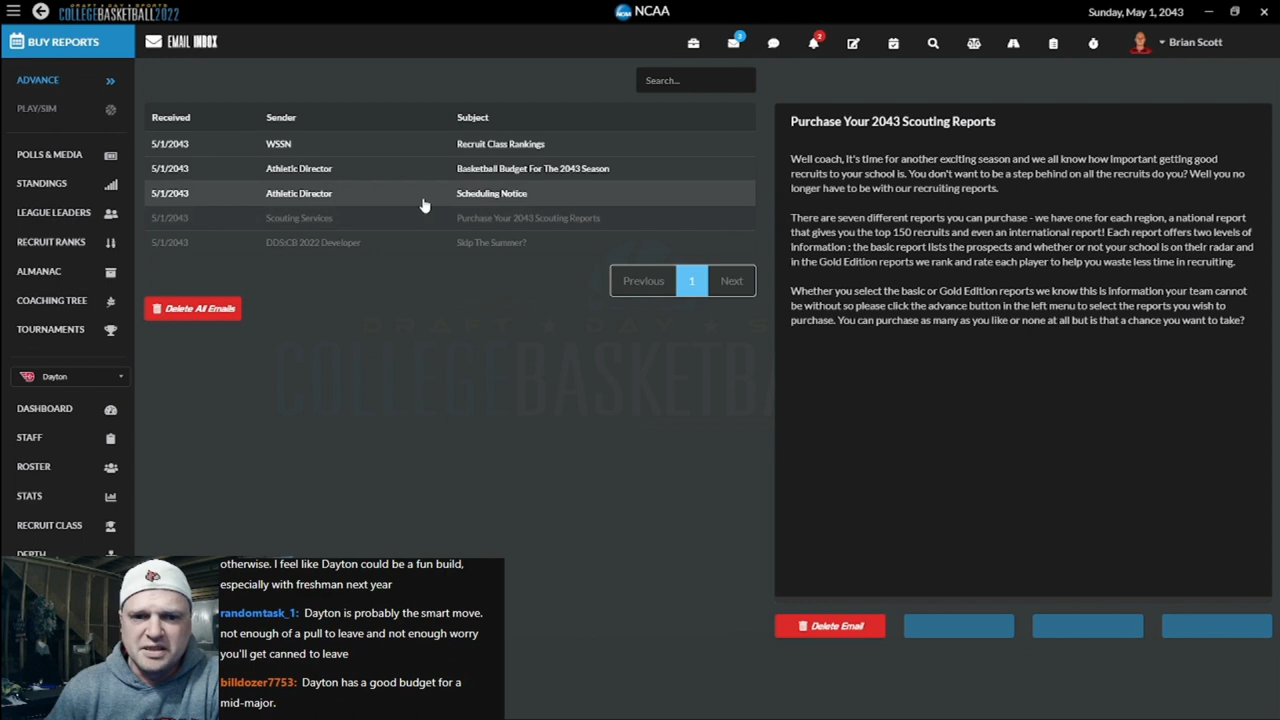 DRAFT ★ DAY ★ SPORTS
COLLEGEBASKETBALL2022
NCAA
Sunday, May 1, 2043
BUY REPORTS
EMAIL INBOX
3
2
Brian Scott
ADVANCE
PLAY/SIM
POLLS & MEDIA
STANDINGS
LEAGUE LEADERS
RECRUIT RANKS
ALMANAC
COACHING TREE
TOURNAMENTS
Dayton
DASHBOARD
STAFF
ROSTER
STATS
RECRUIT CLASS
DEPTH
Search...
Received Sender Subject
5/1/2043 WSSN Recruit Class Rankings
5/1/2043 Athletic Director Basketball Budget For The 2043 Season
5/1/2043 Athletic Director Scheduling Notice
5/1/2043 Scouting Services Purchase Your 2043 Scouting Reports
5/1/2043 DDS:CB 2022 Developer Skip The Summer?
Previous 1 Next
Delete All Emails
DRAFT ★ DAY ★ S
COLLEGEBASKETBA
Purchase Your 2043 Scouting Reports
Well coach, it's time for another exciting season and we all know how important getting good
recruits to your school is. You don't want to be a step behind on all the recruits do you? Well you no
longer have to be with our recruiting reports.
There are seven different reports you can purchase - we have one for each region, a national report
that gives you the top 150 recruits and even an international report! Each report offers two levels of
information : the basic report lists the prospects and whether or not your school is on their radar and
in the Gold Edition reports we rank and rate each player to help you waste less time in recruiting.
Whether you select the basic or Gold Edition reports we know this is information your team cannot
be without so please click the advance button in the left menu to select the reports you wish to
purchase. You can purchase as many as you like or none at all but is that a chance you want to take?
Delete Email
otherwise. I feel like Dayton could be a fun build,
especially with freshman next year
randomtask_1: Dayton is probably the smart move.
not enough of a pull to leave and not enough worry
you'll get canned to leave
billdozer7753: Dayton has a good budget for a
mid-major.